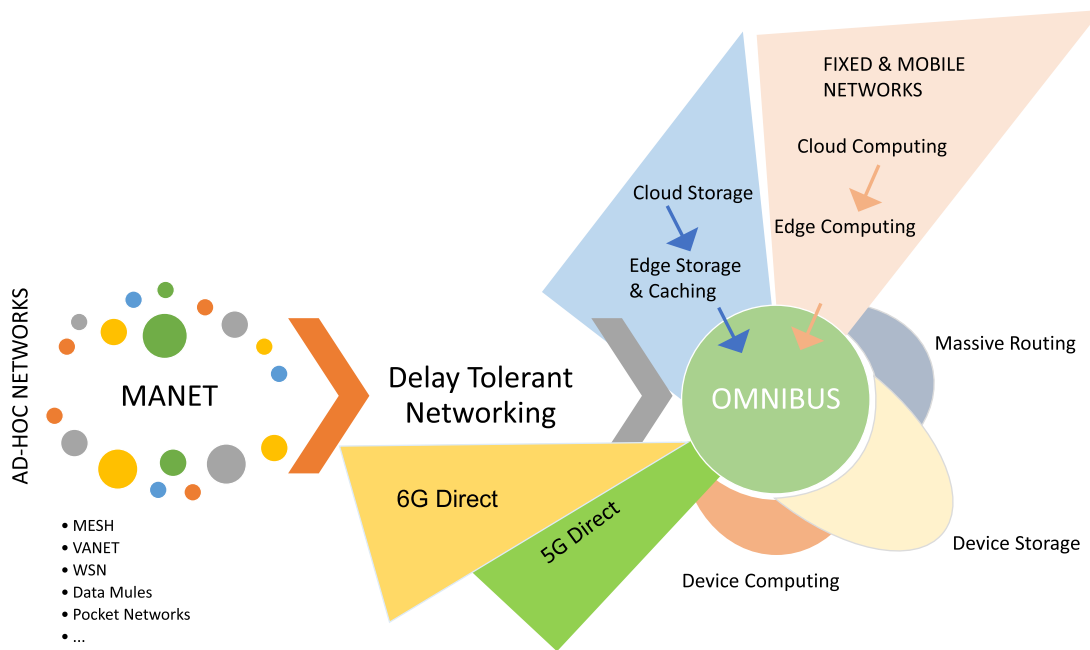 FIXED & MOBILE
NETWORKS
Cloud Computing
Edge Computing
Cloud Storage
Edge Storage
& Caching
AD-HOC NETWORKS
MANET
Delay Tolerant
Networking
OMNIBUS
Massive Routing
6G Direct
5G Direct
Device Storage
Device Computing
• MESH
• VANET
• WSN
• Data Mules
• Pocket Networks
• ...